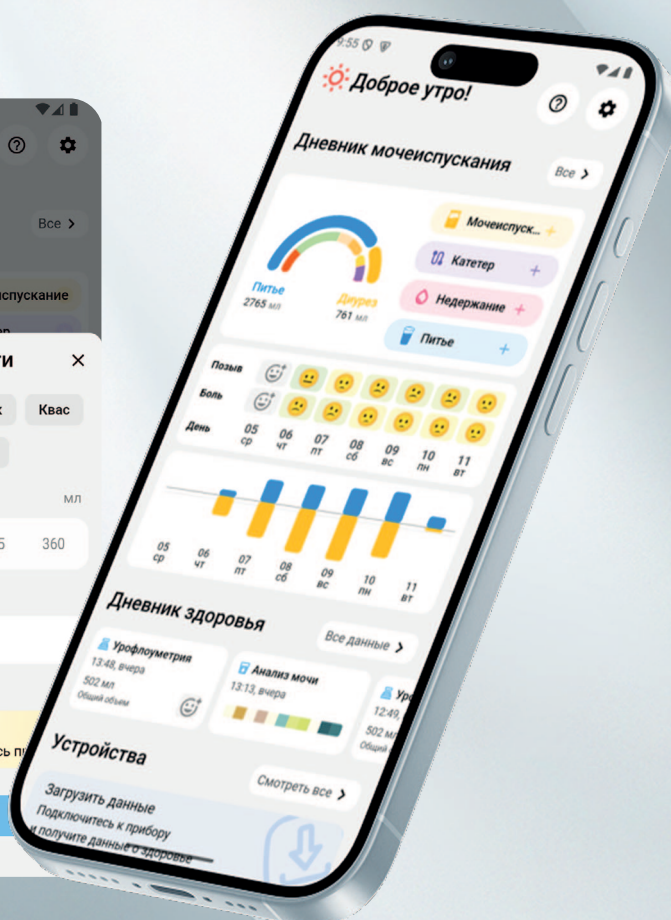 9:55
Доброе утро!
Дневник мочеиспускания
Все
Мочеиспуск...
Катетер
Недержание
Питье
Питье
2765 мл
Диурез
761 мл
Позыв
Боль
День
05 06 07 08 09 10 11
ср чт пт сб вс пн вт
05 06 07 08 09 10 11
ср чт пт сб вс пн вт
Дневник здоровья
Все данные
Урофлоуметрия
13:48, вчера
502 мл
Общий объем
Анализ мочи
13:13, вчера
Уро
12:49,
502 мл
Общий
Устройства
Смотреть все
Загрузить данные
Подключитесь к прибору
и получите данные о здоровье
Все
испускание
ти
Квас
мл
5 360